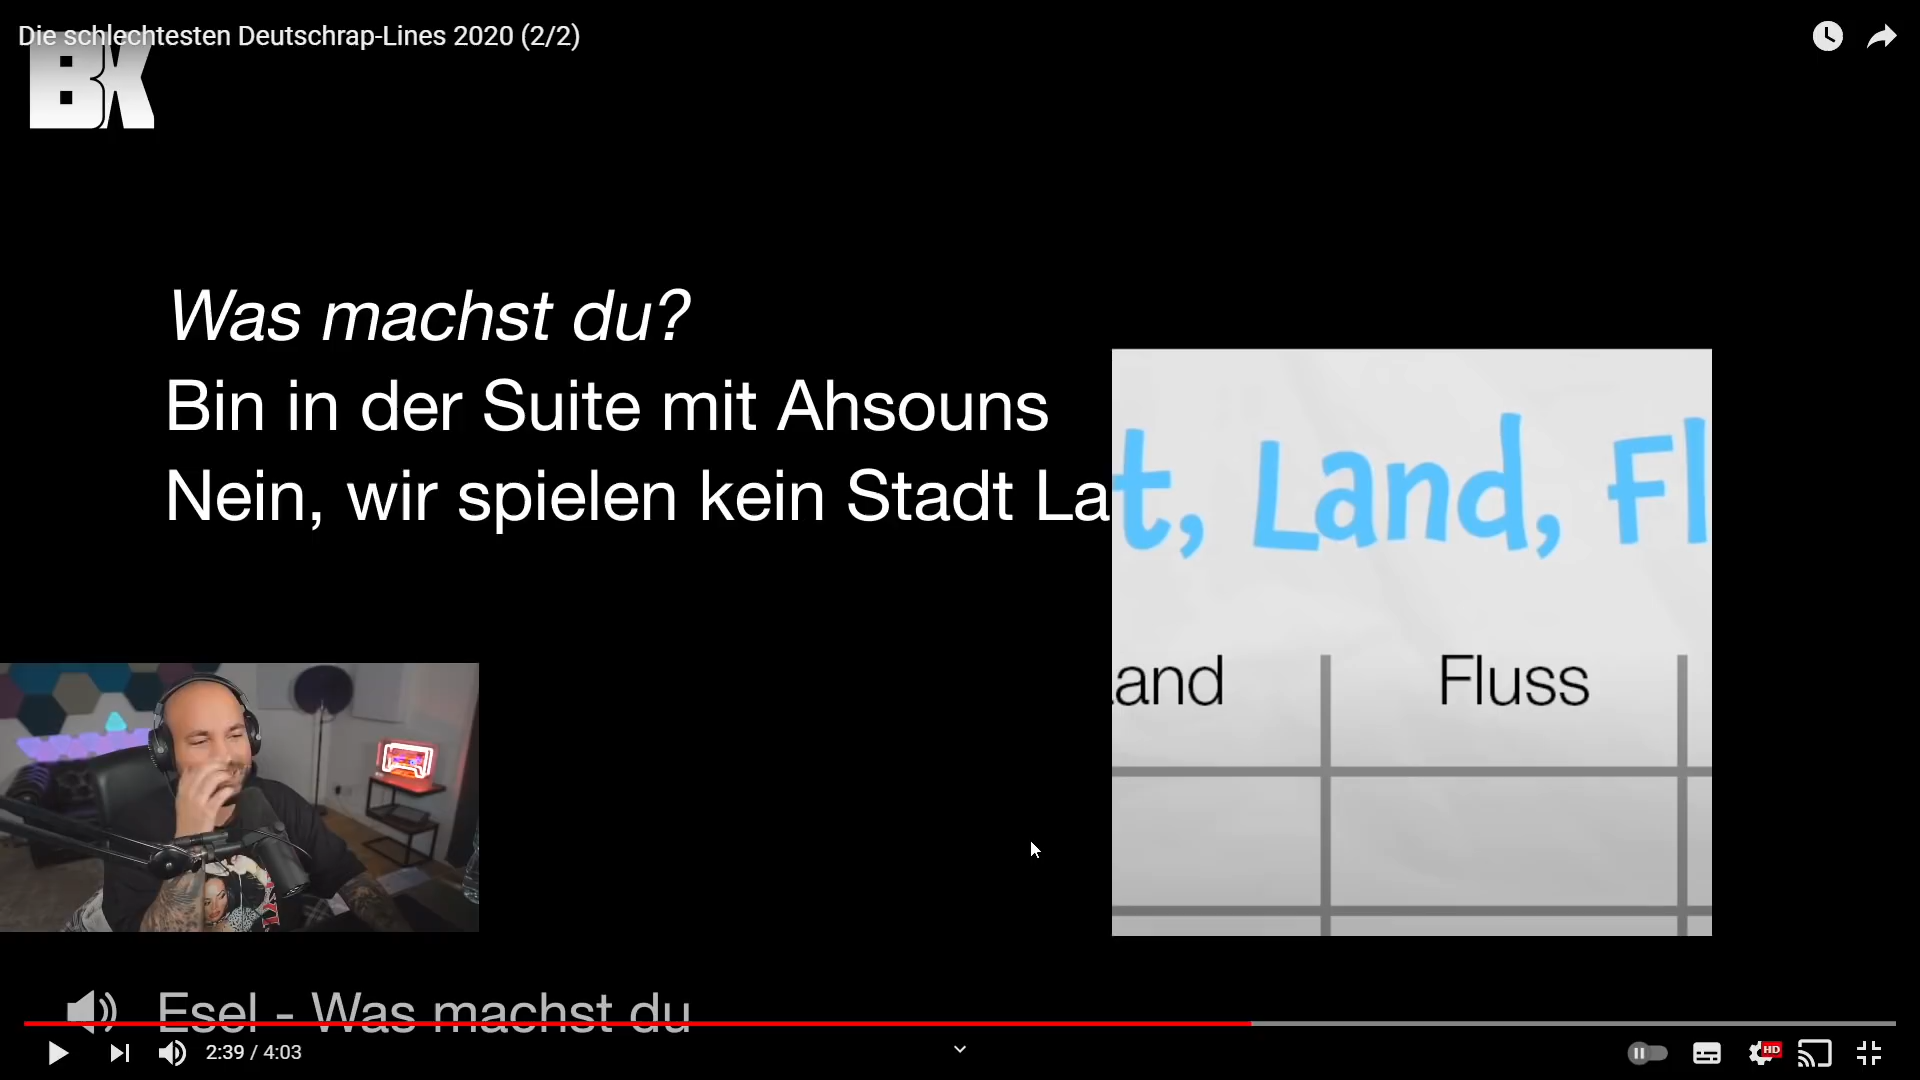 Die schlechtesten Deutschrap-Lines 2020 (2/2)
BK
Was machst du?
Bin in der Suite mit Ahsouns
Nein, wir spielen kein Stadt La
t, Land, Fl
and
Fluss
Esel - Was machst du
2:39 / 4:03
HD